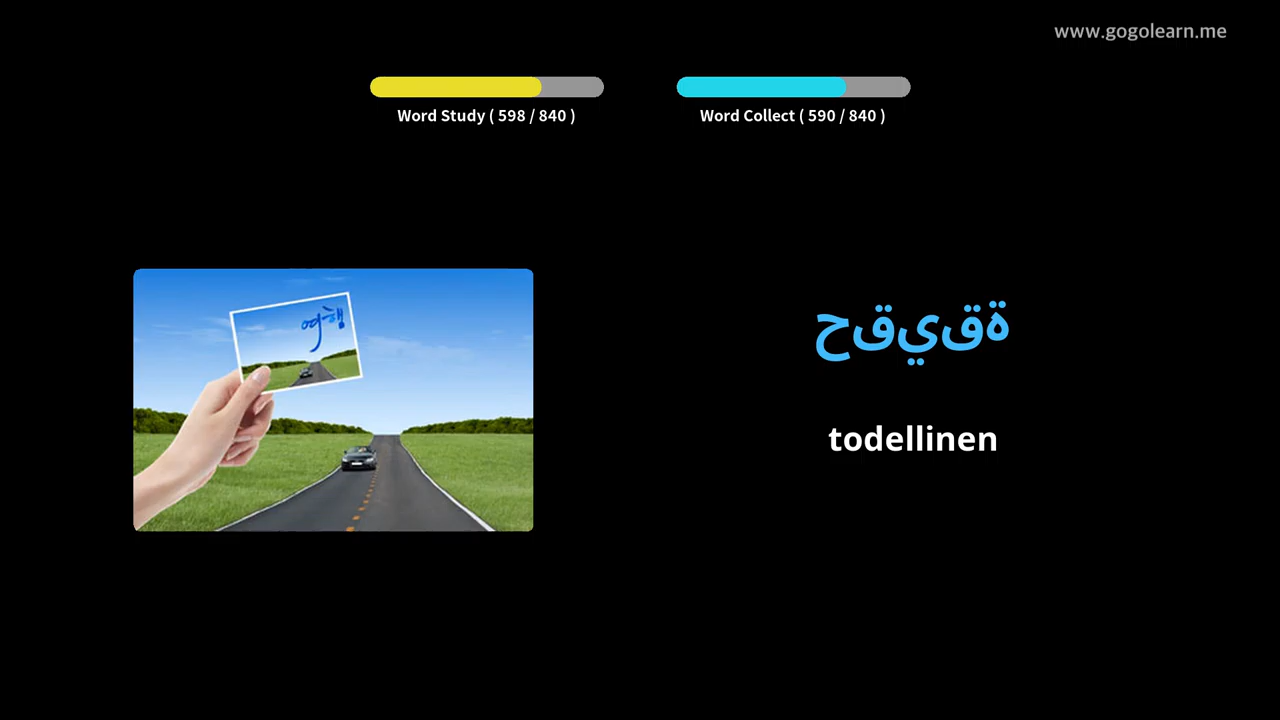 www.gogolearn.me
Word Study ( 598 / 840 )
Word Collect ( 590 / 840 )
여행
حقيقة
todellinen